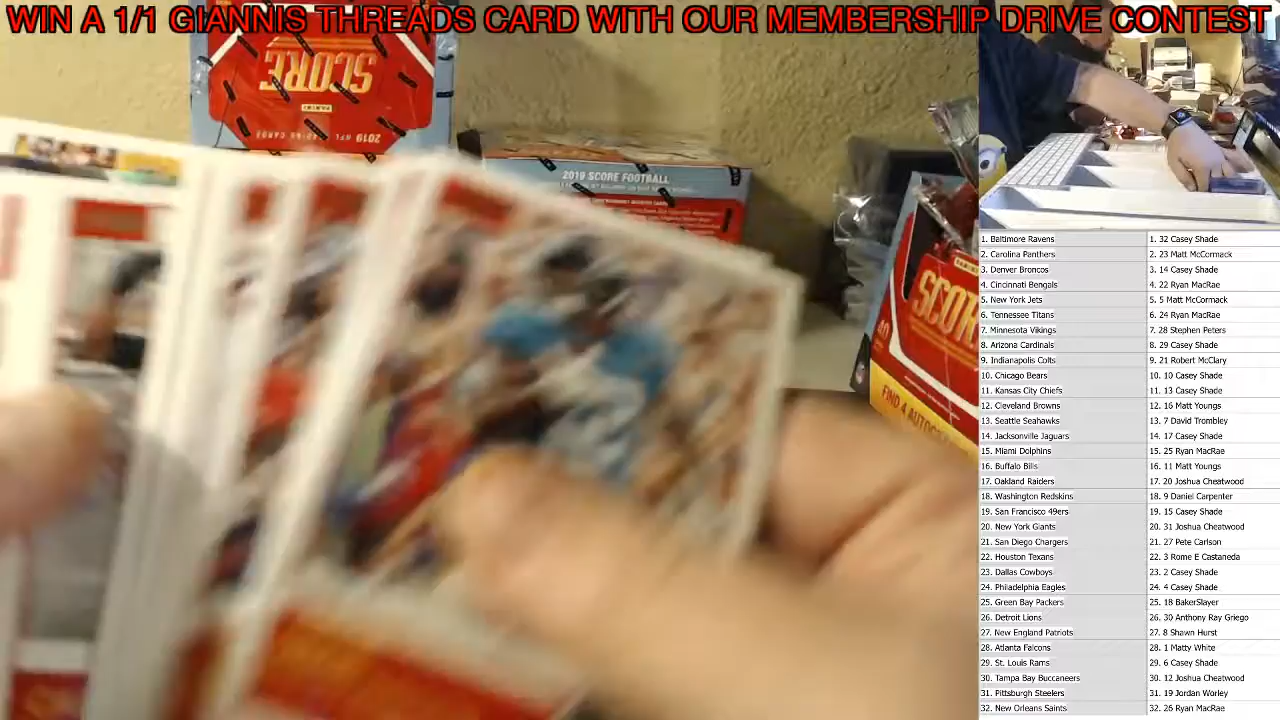 WIN A 1/1 GIANNIS THREADS CARD WITH OUR MEMBERSHIP DRIVE CONTEST
SCORE
PANINI
2019 NFL TRADING CARDS
2019 SCORE FOOTBALL
SCORE
FIND 4 AUTOGR
1. Baltimore Ravens 1. 32 Casey Shade
2. Carolina Panthers 2. 23 Matt McCormack
3. Denver Broncos 3. 14 Casey Shade
4. Cincinnati Bengals 4. 22 Ryan MacRae
5. New York Jets 5. 5 Matt McCormack
6. Tennessee Titans 6. 24 Ryan MacRae
7. Minnesota Vikings 7. 28 Stephen Peters
8. Arizona Cardinals 8. 29 Casey Shade
9. Indianapolis Colts 9. 21 Robert McClary
10. Chicago Bears 10. 10 Casey Shade
11. Kansas City Chiefs 11. 13 Casey Shade
12. Cleveland Browns 12. 16 Matt Youngs
13. Seattle Seahawks 13. 7 David Trombley
14. Jacksonville Jaguars 14. 17 Casey Shade
15. Miami Dolphins 15. 25 Ryan MacRae
16. Buffalo Bills 16. 11 Matt Youngs
17. Oakland Raiders 17. 20 Joshua Cheatwood
18. Washington Redskins 18. 9 Daniel Carpenter
19. San Francisco 49ers 19. 15 Casey Shade
20. New York Giants 20. 31 Joshua Cheatwood
21. San Diego Chargers 21. 27 Pete Carlson
22. Houston Texans 22. 3 Rome E Castaneda
23. Dallas Cowboys 23. 2 Casey Shade
24. Philadelphia Eagles 24. 4 Casey Shade
25. Green Bay Packers 25. 18 BakerSlayer
26. Detroit Lions 26. 30 Anthony Ray Griego
27. New England Patriots 27. 8 Shawn Hurst
28. Atlanta Falcons 28. 1 Matty White
29. St. Louis Rams 29. 6 Casey Shade
30. Tampa Bay Buccaneers 30. 12 Joshua Cheatwood
31. Pittsburgh Steelers 31. 19 Jordan Worley
32. New Orleans Saints 32. 26 Ryan MacRae